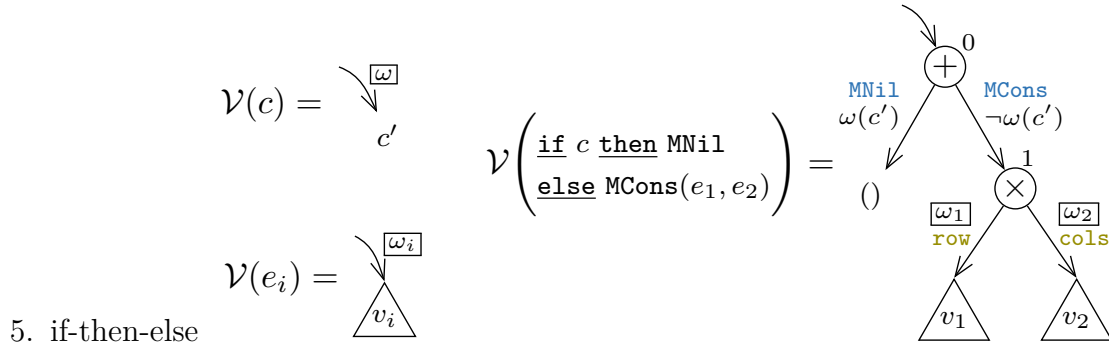 𝒱(c) = ω c′
𝒱(if c then MNil
else MCons(e₁, e₂)) =
0
+
MNil MCons
ω(c′) ¬ω(c′)
1
() ×
ω₁ ω₂
row cols
v₁ v₂
𝒱(eᵢ) = ωᵢ vᵢ
5. if-then-else